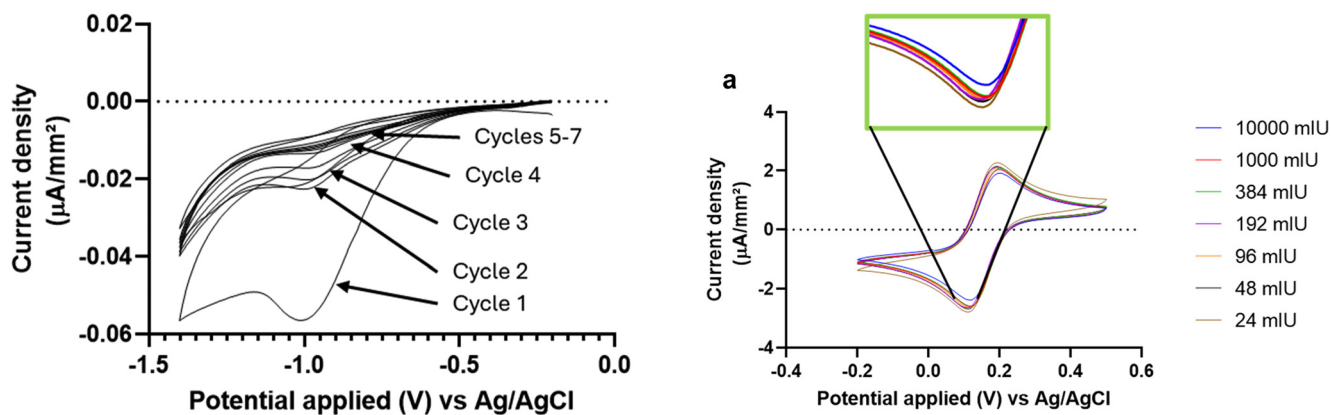 0.02
0.00
-0.02
-0.04
-0.06
Current density
(µA/mm²)
Cycles 5-7
Cycle 4
Cycle 3
Cycle 2
Cycle 1
-1.5
-1.0
-0.5
0.0
Potential applied (V) vs Ag/AgCl
a
4
2
0
-2
-4
Current density
(µA/mm²)
-0.4
-0.2
0.0
0.2
0.4
0.6
Potential applied (V) vs Ag/AgCl
10000 mIU
1000 mIU
384 mIU
192 mIU
96 mIU
48 mIU
24 mIU